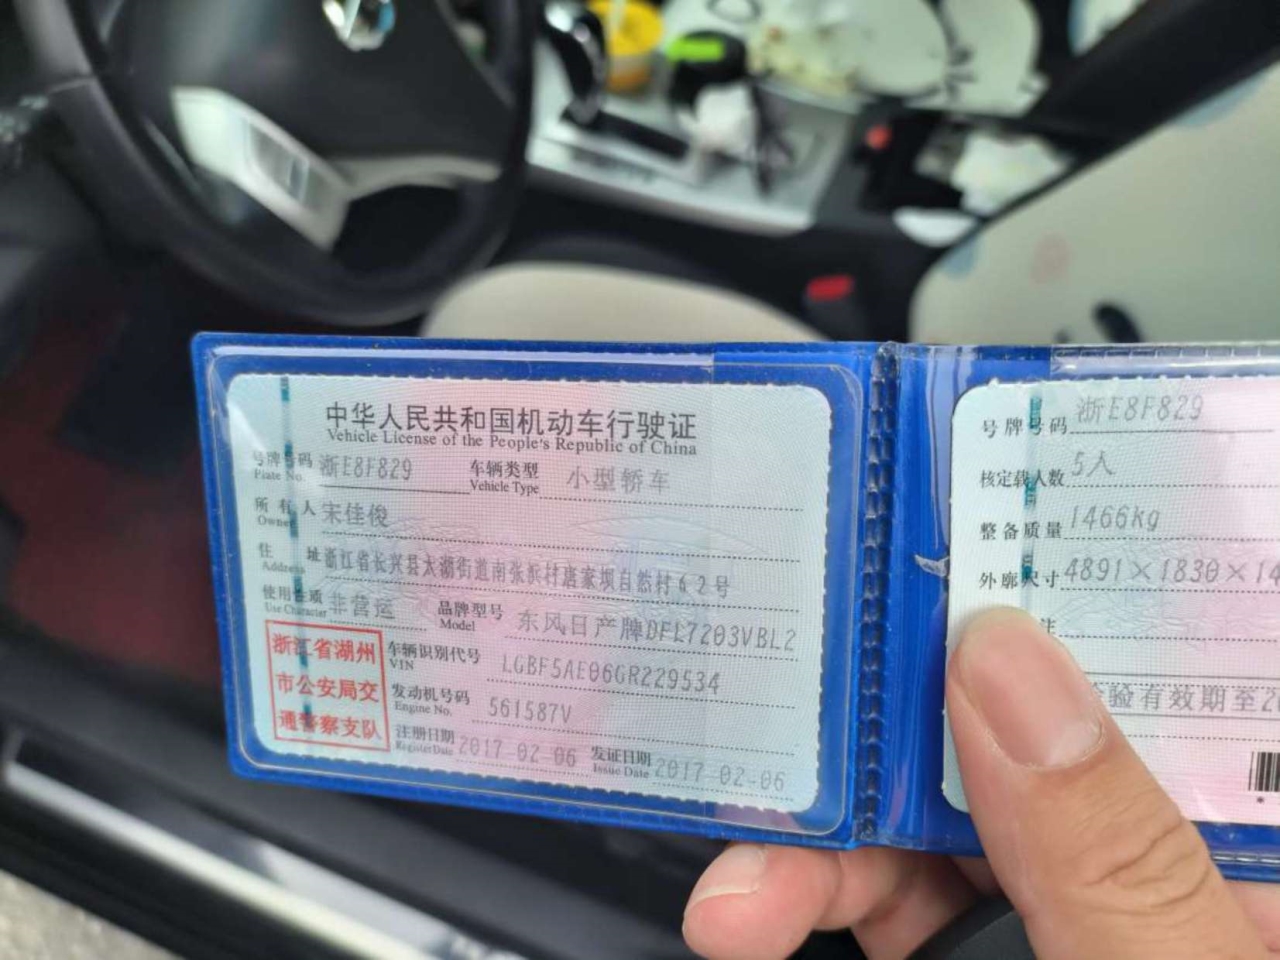 中华人民共和国机动车行驶证
Vehicle License of the People's Republic of China
号牌号码 浙E8F829 车辆类型 小型轿车
Plate No. Vehicle Type
所有人 宋佳俊
Owner
住址 浙江省长兴县太湖街道南张浜村唐家坝自然村62号
Address
使用性质 非营运 品牌型号 东风日产牌DFL7203VBL2
Use Character Model
浙江省湖州
市公安局交
通警察支队
车辆识别代号 LGBF5AE06GR229534
VIN
发动机号码 561587V
Engine No.
注册日期 2017-02-06 发证日期 2017-02-06
Register Date Issue Date
号牌号码 浙E8F829
核定载人数 5人
整备质量 1466kg
外廓尺寸 4891×1830×14
注
检验有效期至2